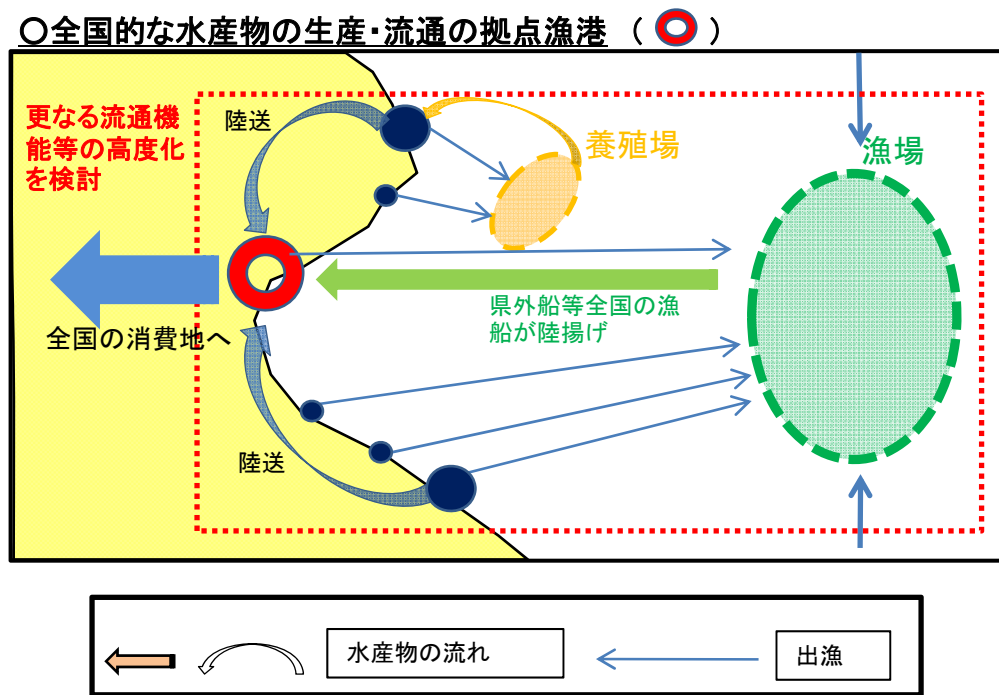 〇全国的な水産物の生産・流通の拠点漁港 （ ）
更なる流通機
能等の高度化
を検討
陸送
養殖場
漁場
県外船等全国の漁
船が陸揚げ
全国の消費地へ
陸送
水産物の流れ
出漁